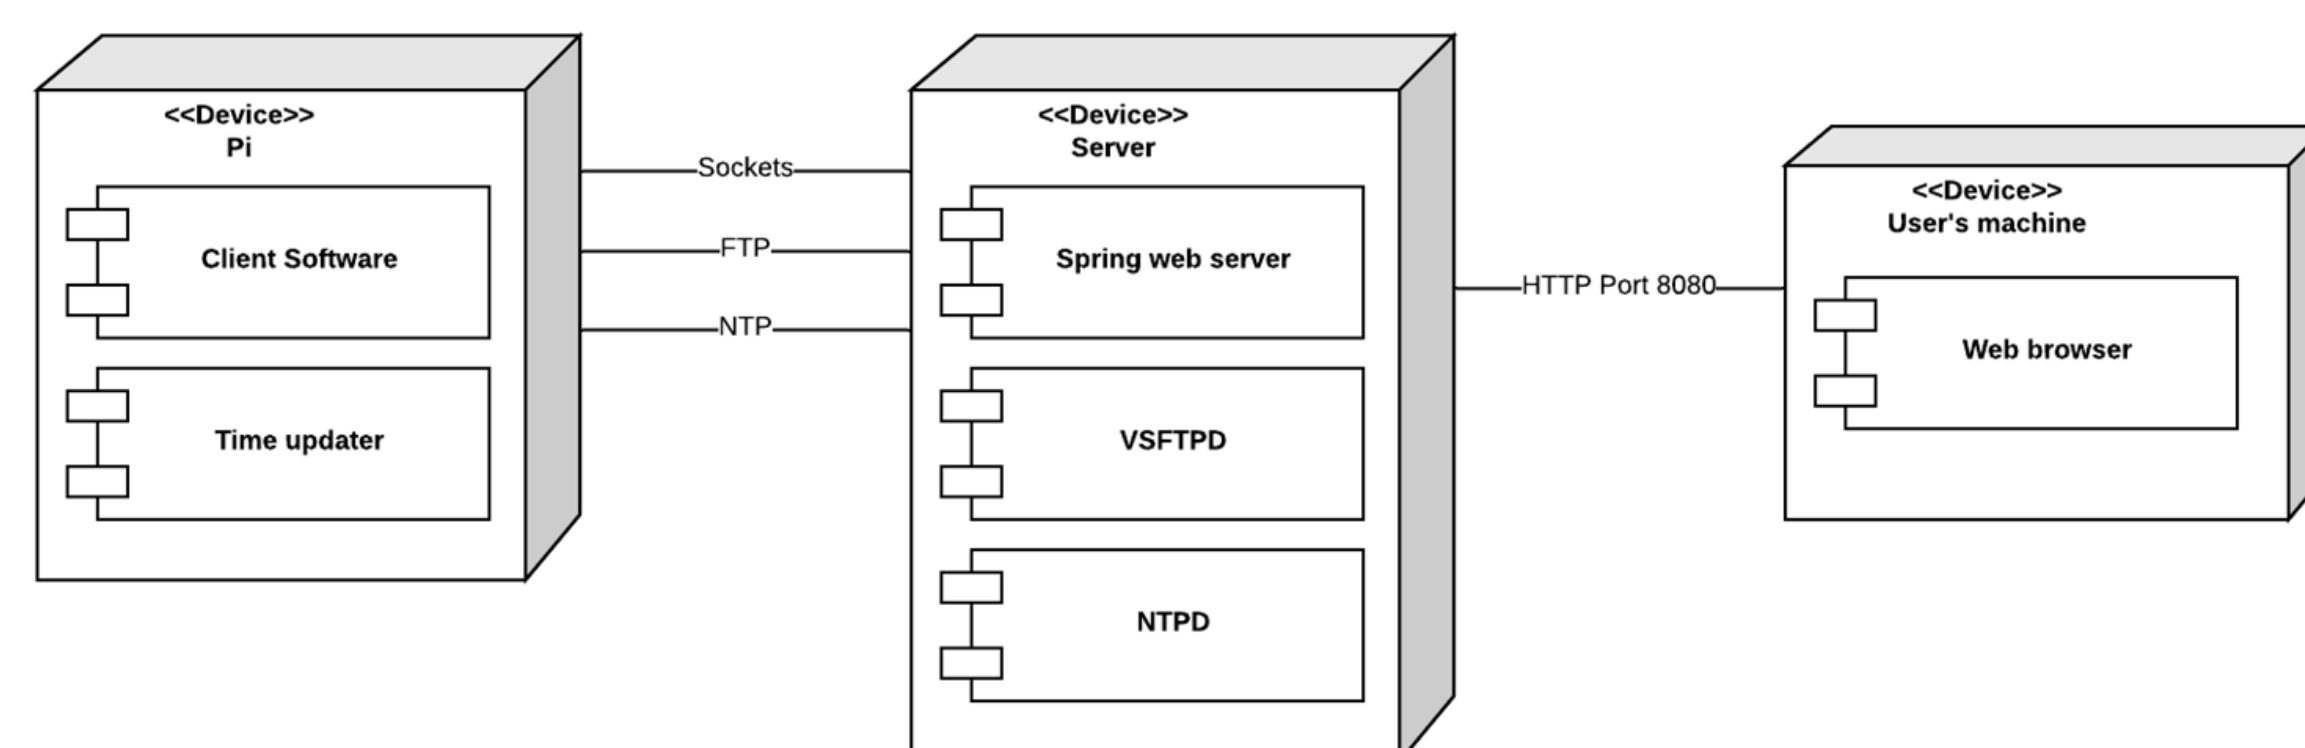 <<Device>>
Pi
Client Software
Time updater
Sockets
FTP
NTP
<<Device>>
Server
Spring web server
VSFTPD
NTPD
HTTP Port 8080
<<Device>>
User's machine
Web browser